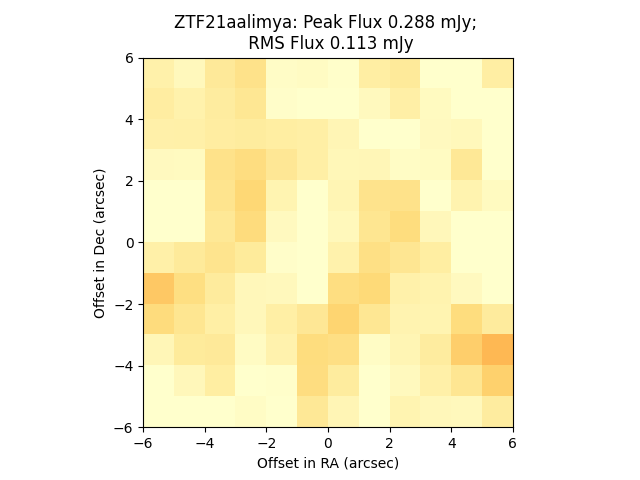 ZTF21aalimya: Peak Flux 0.288 mJy;
RMS Flux 0.113 mJy
6
4
2
0
−2
−4
−6
Offset in Dec (arcsec)
−6 −4 −2 0 2 4 6
Offset in RA (arcsec)